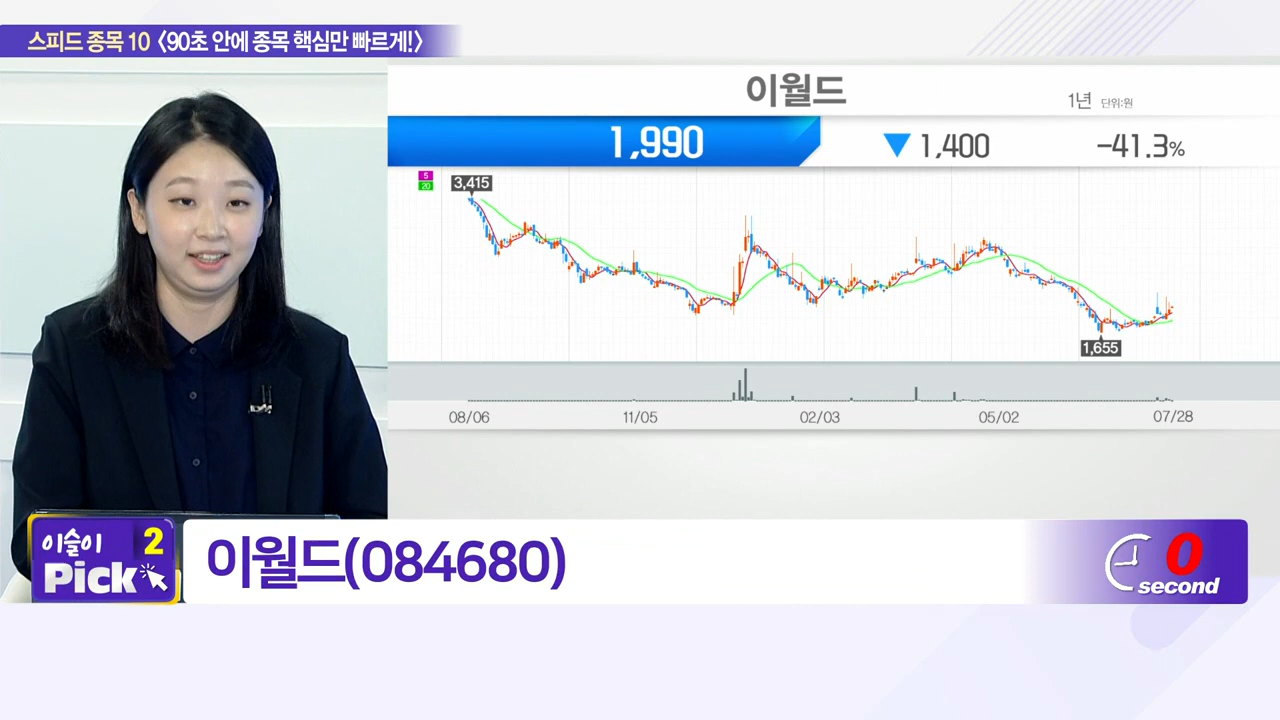 스피드 종목 10 〈90초 안에 종목 핵심만 빠르게!〉
이월드
1년 단위:원
1,990 ▼ 1,400 -41.3%
5
20
3,415
1,655
08/06 11/05 02/03 05/02 07/28
이슬이 2
Pick
이월드(084680)
0
second